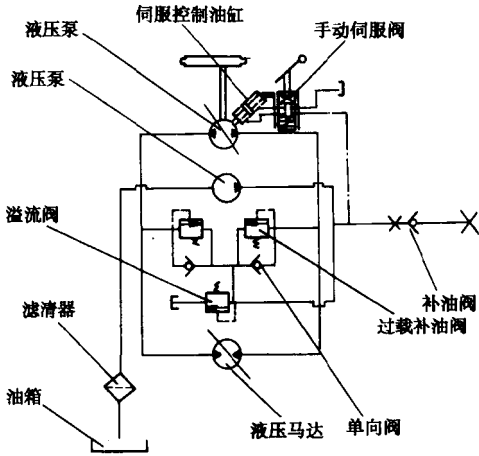 伺服控制油缸
液压泵
手动伺服阀
液压泵
溢流阀
补油阀
过载补油阀
滤清器
油箱
液压马达
单向阀